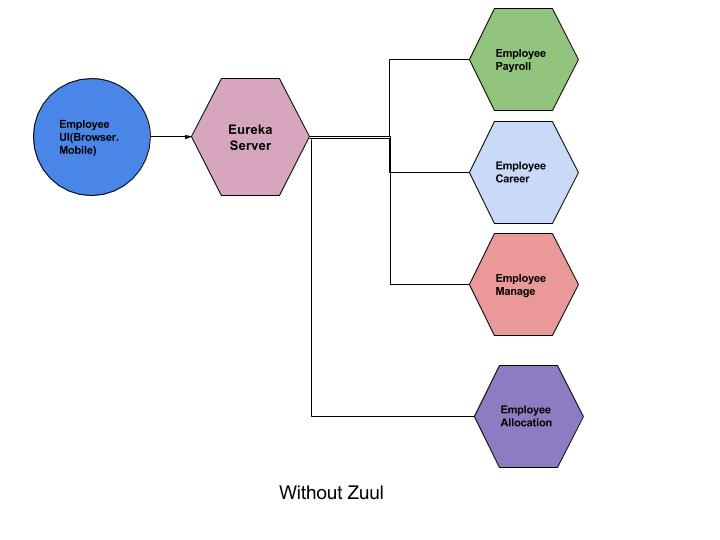 Employee
UI(Browser.
Mobile)
Eureka
Server
Employee
Payroll
Employee
Career
Employee
Manage
Employee
Allocation
Without Zuul